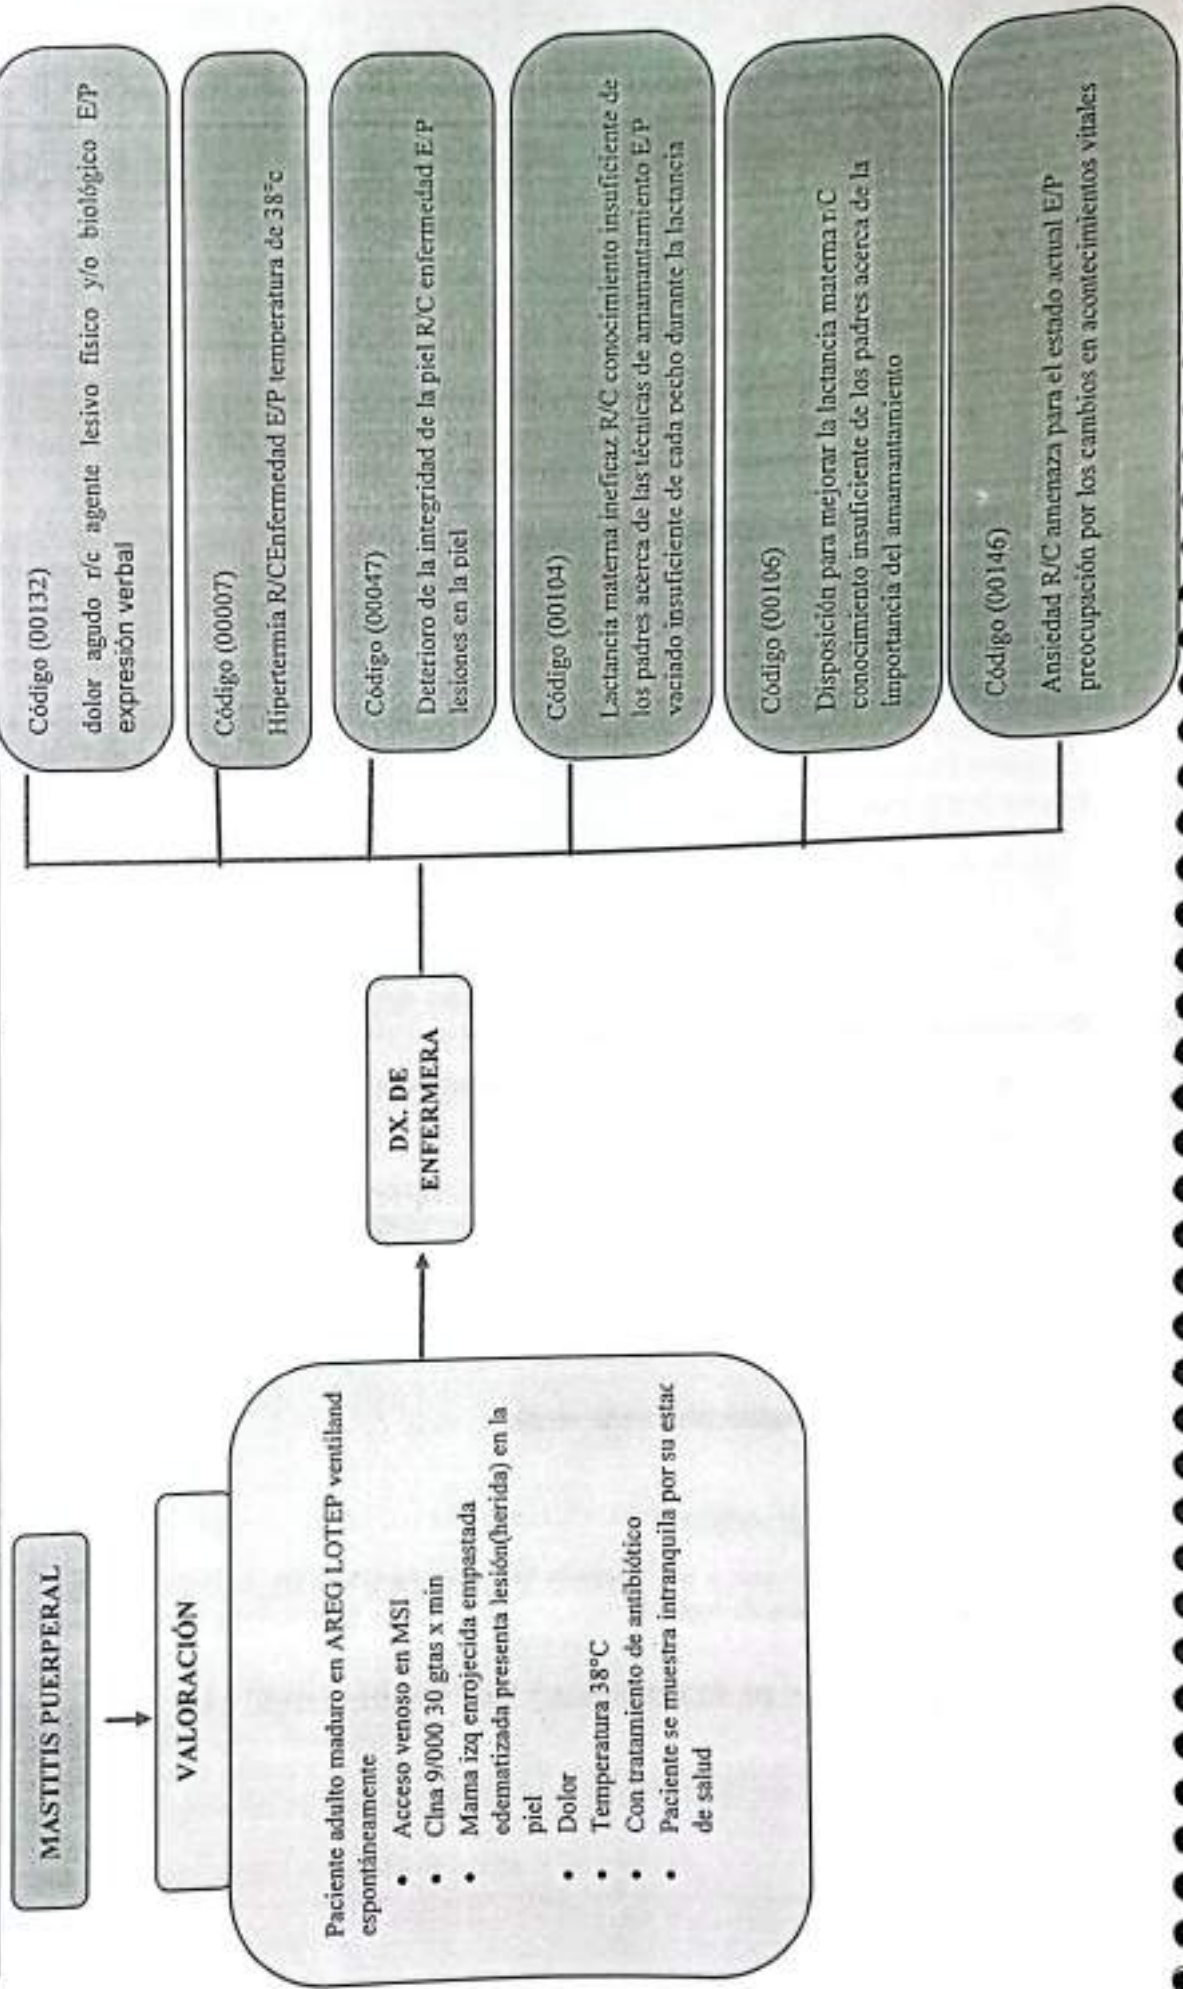 MASTITIS PUERPERAL
VALORACIÓN
Paciente adulto maduro en AREG LOTEP ventiland
espontáneamente
• Acceso venoso en MSI
• Clna 9/000 30 gtas x min
• Mama izq enrojecida empastada
edematizada presenta lesión(herida) en la
piel
• Dolor
• Temperatura 38°C
• Con tratamiento de antibiótico
• Paciente se muestra intranquila por su estac
de salud
DX. DE
ENFERMERA
Código (00132)
dolor agudo r/c agente lesivo físico y/o biológico E/P
expresión verbal
Código (00007)
Hipertermia R/CEnfermedad E/P temperatura de 38°c
Código (00047)
Deterioro de la integridad de la piel R/C enfermedad E/P
lesiones en la piel
Código (00104)
Lactancia materna ineficaz R/C conocimiento insuficiente de
los padres acerca de las técnicas de amamantamiento E/P
vaciado insuficiente de cada pecho durante la lactancia
Código (00106)
Disposición para mejorar la lactancia materna r.C
conocimiento insuficiente de los padres acerca de la
importancia del amamantamiento
Código (00146)
Ansiedad R/C amenaza para el estado actual E/P
preocupación por los cambios en acontecimientos vitales